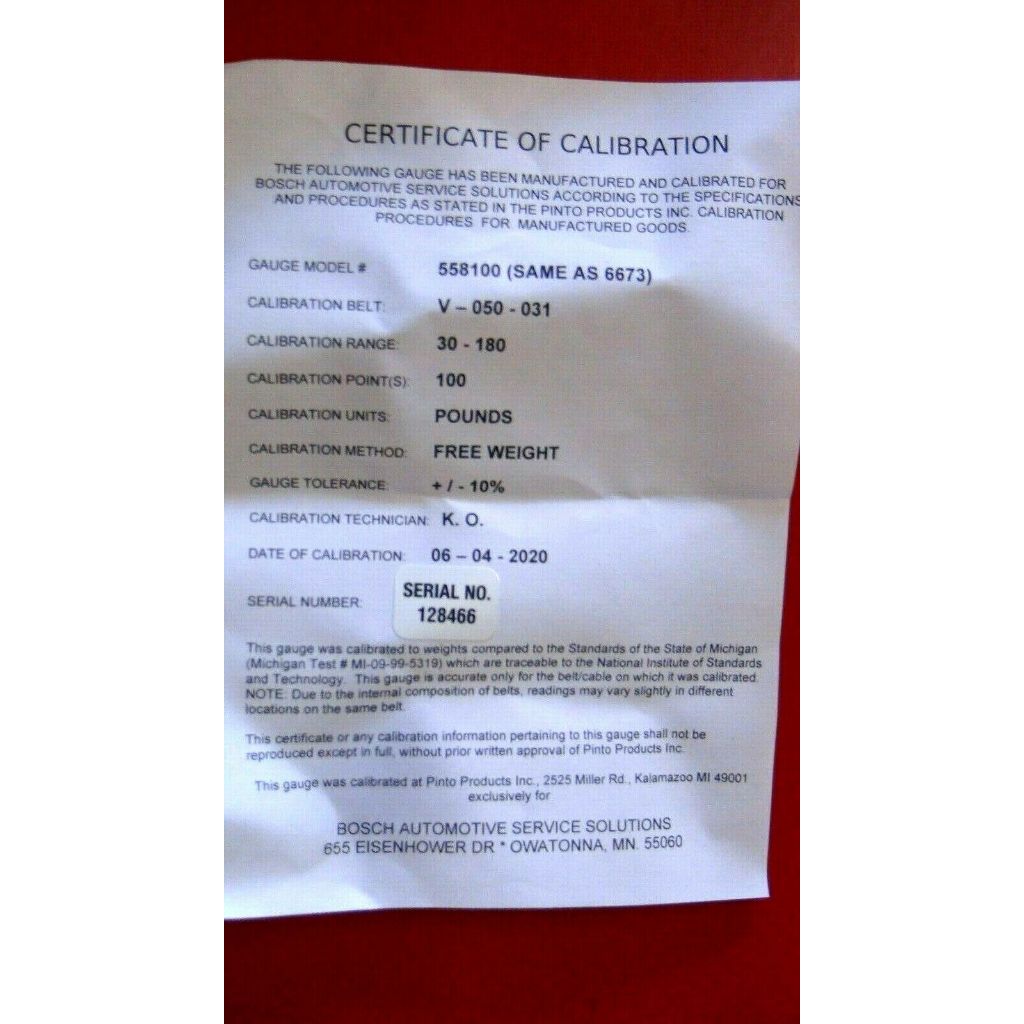 CERTIFICATE OF CALIBRATION
THE FOLLOWING GAUGE HAS BEEN MANUFACTURED AND CALIBRATED FOR
BOSCH AUTOMOTIVE SERVICE SOLUTIONS ACCORDING TO THE SPECIFICATIONS
AND PROCEDURES AS STATED IN THE PINTO PRODUCTS INC. CALIBRATION
PROCEDURES FOR MANUFACTURED GOODS.
GAUGE MODEL # 558100 (SAME AS 6673)
CALIBRATION BELT: V – 050 - 031
CALIBRATION RANGE: 30 - 180
CALIBRATION POINT(S): 100
CALIBRATION UNITS: POUNDS
CALIBRATION METHOD: FREE WEIGHT
GAUGE TOLERANCE: + / - 10%
CALIBRATION TECHNICIAN: K. O.
DATE OF CALIBRATION: 06 – 04 - 2020
SERIAL NUMBER: SERIAL NO.
128466
This gauge was calibrated to weights compared to the Standards of the State of Michigan
(Michigan Test # MI-09-99-5319) which are traceable to the National Institute of Standards
and Technology. This gauge is accurate only for the belt/cable on which it was calibrated.
NOTE: Due to the internal composition of belts, readings may vary slightly in different
locations on the same belt.
This certificate or any calibration information pertaining to this gauge shall not be
reproduced except in full, without prior written approval of Pinto Products Inc.
This gauge was calibrated at Pinto Products Inc., 2525 Miller Rd., Kalamazoo MI 49001
exclusively for
BOSCH AUTOMOTIVE SERVICE SOLUTIONS
655 EISENHOWER DR * OWATONNA, MN. 55060